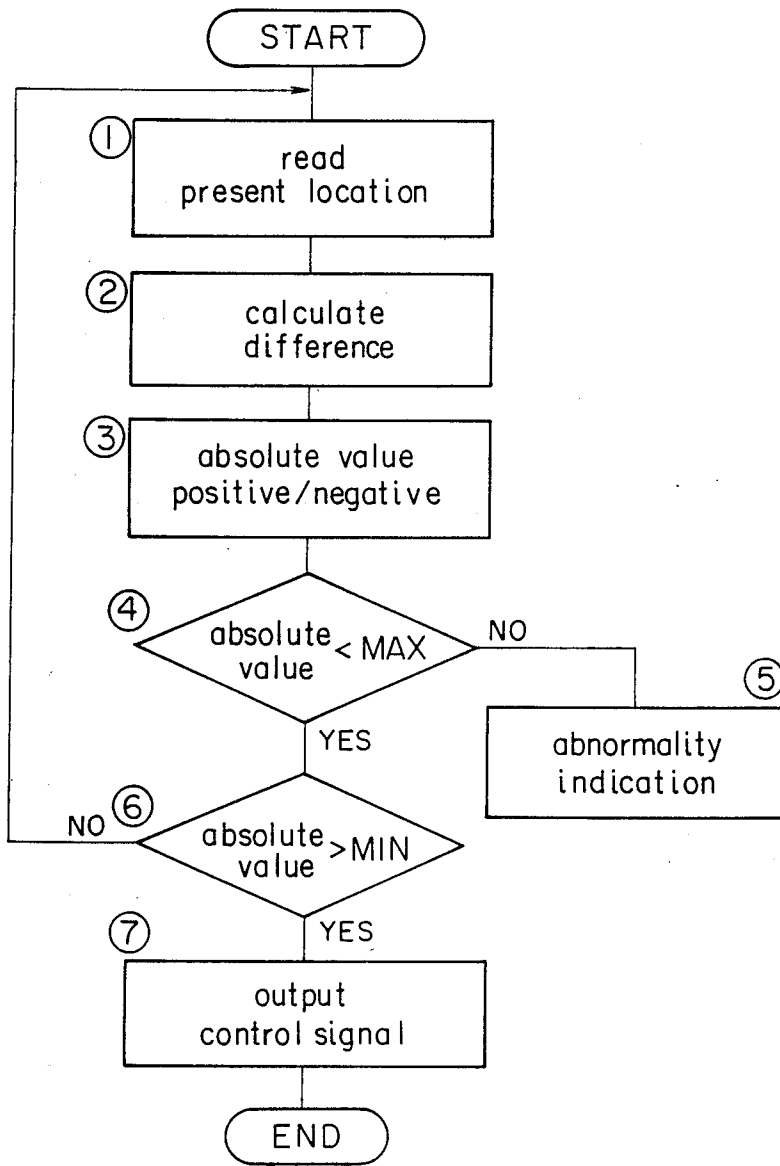 START
①
read
present location
②
calculate
difference
③
absolute value
positive/negative
④
absolute
value
< MAX
NO
YES
⑤
abnormality
indication
⑥
NO
absolute
value
> MIN
YES
⑦
output
control signal
END